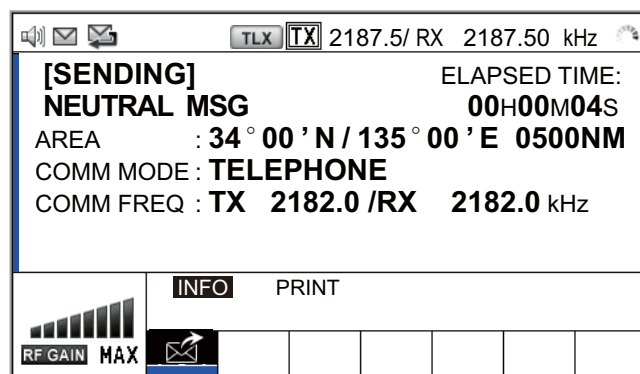 TLX TX 2187.5/ RX 2187.50 kHz
[SENDING] ELAPSED TIME:
NEUTRAL MSG 00H00M04S
AREA : 34°00'N / 135°00'E 0500NM
COMM MODE : TELEPHONE
COMM FREQ : TX 2182.0 /RX 2182.0 kHz
INFO PRINT
RF GAIN MAX